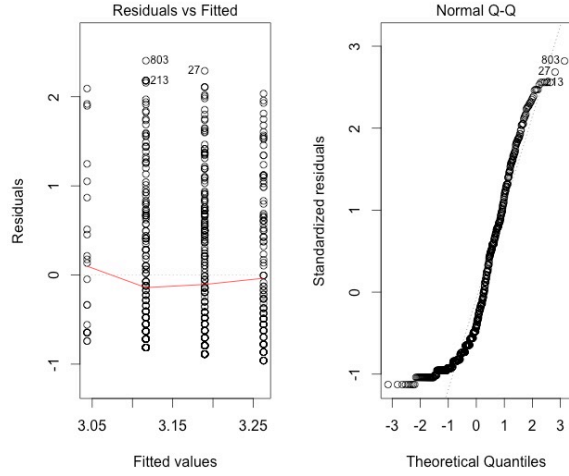 Residuals vs Fitted
Residuals
2
1
0
-1
803
27
213
3.05
3.15
3.25
Fitted values
Normal Q-Q
Standardized residuals
3
2
1
0
-1
803
27
13
-3 -2 -1 0 1 2 3
Theoretical Quantiles